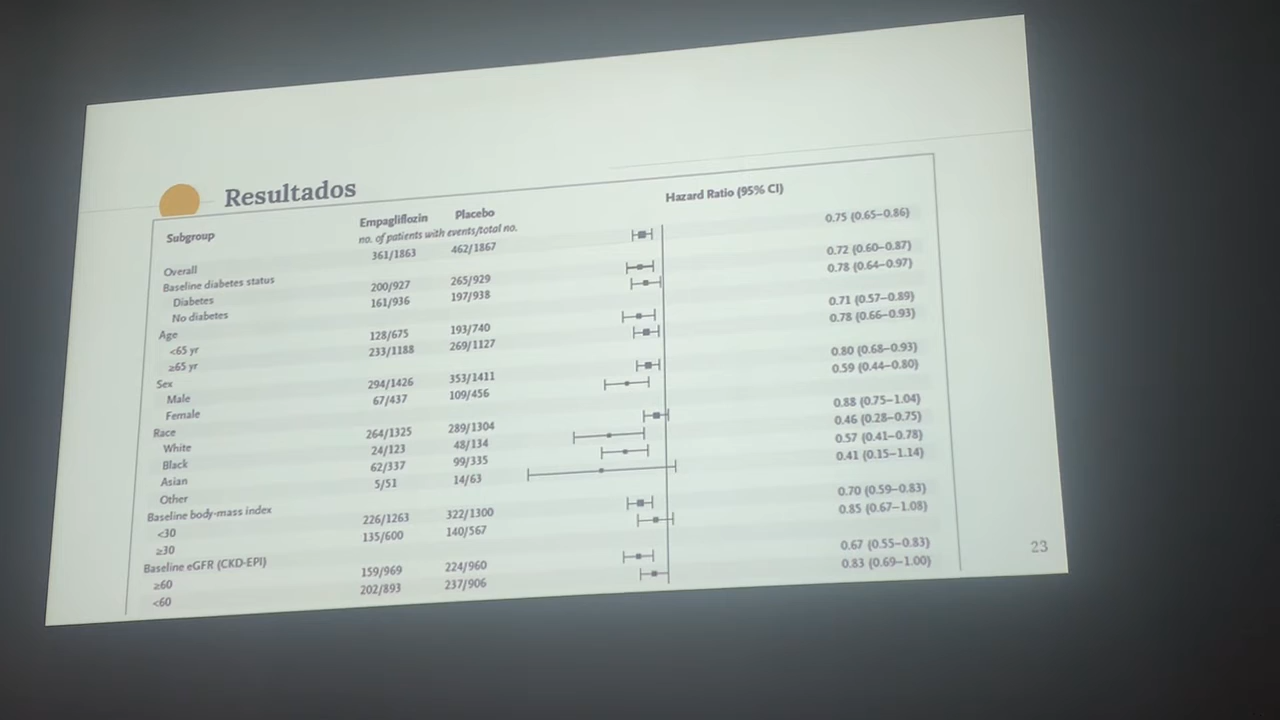 Resultados
Subgroup Empagliflozin Placebo Hazard Ratio (95% CI)
no. of patients with events/total no.
Overall 361/1863 462/1867 0.75 (0.65–0.86)
Baseline diabetes status
Diabetes 200/927 265/929 0.72 (0.60–0.87)
No diabetes 161/936 197/938 0.78 (0.64–0.97)
Age
<65 yr 128/675 193/740 0.71 (0.57–0.89)
≥65 yr 233/1188 269/1127 0.78 (0.66–0.93)
Sex
Male 294/1426 353/1411 0.80 (0.68–0.93)
Female 67/437 109/456 0.59 (0.44–0.80)
Race
White 264/1325 289/1304 0.88 (0.75–1.04)
Black 24/123 48/134 0.46 (0.28–0.75)
Asian 62/337 99/335 0.57 (0.41–0.78)
Other 5/51 14/63 0.41 (0.15–1.14)
Baseline body-mass index
<30 226/1263 322/1300 0.70 (0.59–0.83)
≥30 135/600 140/567 0.85 (0.67–1.08)
Baseline eGFR (CKD-EPI)
≥60 159/969 224/960 0.67 (0.55–0.83)
<60 202/893 237/906 0.83 (0.69–1.00)
23